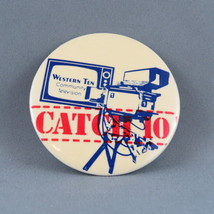 WESTERN TEN
Community
Television
CATCH 10